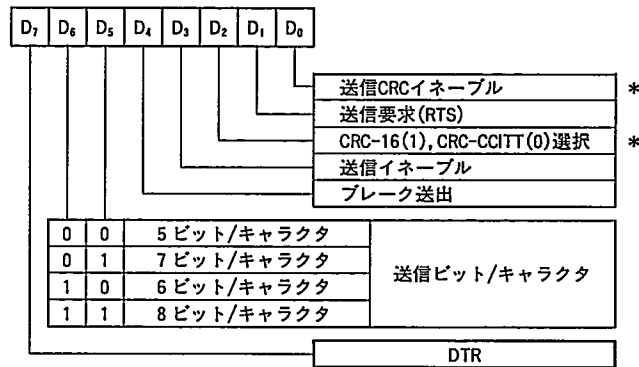 D₇ D₆ D₅ D₄ D₃ D₂ D₁ D₀
送信CRCイネーブル *
送信要求(RTS)
CRC-16(1),CRC-CCITT(0)選択 *
送信イネーブル
ブレーク送出
0 0 5ビット/キャラクタ
0 1 7ビット/キャラクタ
送信ビット/キャラクタ
1 0 6ビット/キャラクタ
1 1 8ビット/キャラクタ
DTR